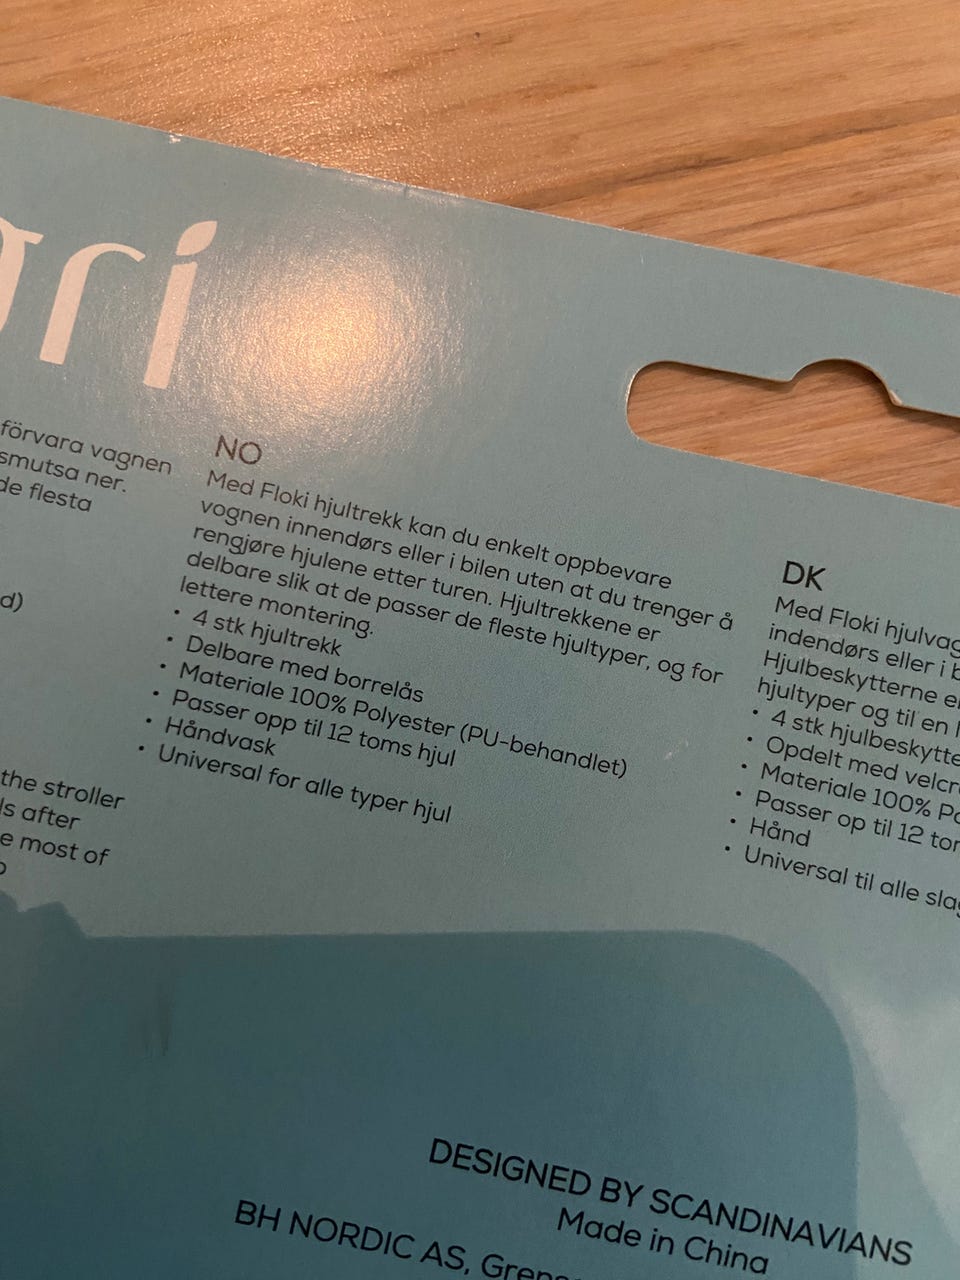 ri
förvara vagnen
smutsa ner.
de flesta
d)
the stroller
after
most of
NO
Med Floki hjultrekk kan du enkelt oppbevare
vognen innendørs eller i bilen uten at du trenger å
rengjøre hjulene etter turen. Hjultrekkene er
delbare slik at de passer de fleste hjultyper, og for
lettere montering.
• 4 stk hjultrekk
• Delbare med borrelås
• Materiale 100% Polyester (PU-behandlet)
• Passer opp til 12 toms hjul
• Håndvask
• Universal for alle typer hjul
DK
Med Floki
indendørs eller i
Hjulbeskytterne
hjultyper og til en
• 4 stk
• Opdelt med
• Materiale 100%
• Passer op til 12
• Hånd
• Universal til alle
DESIGNED BY SCANDINAVIANS
Made in China
BH NORDIC AS,